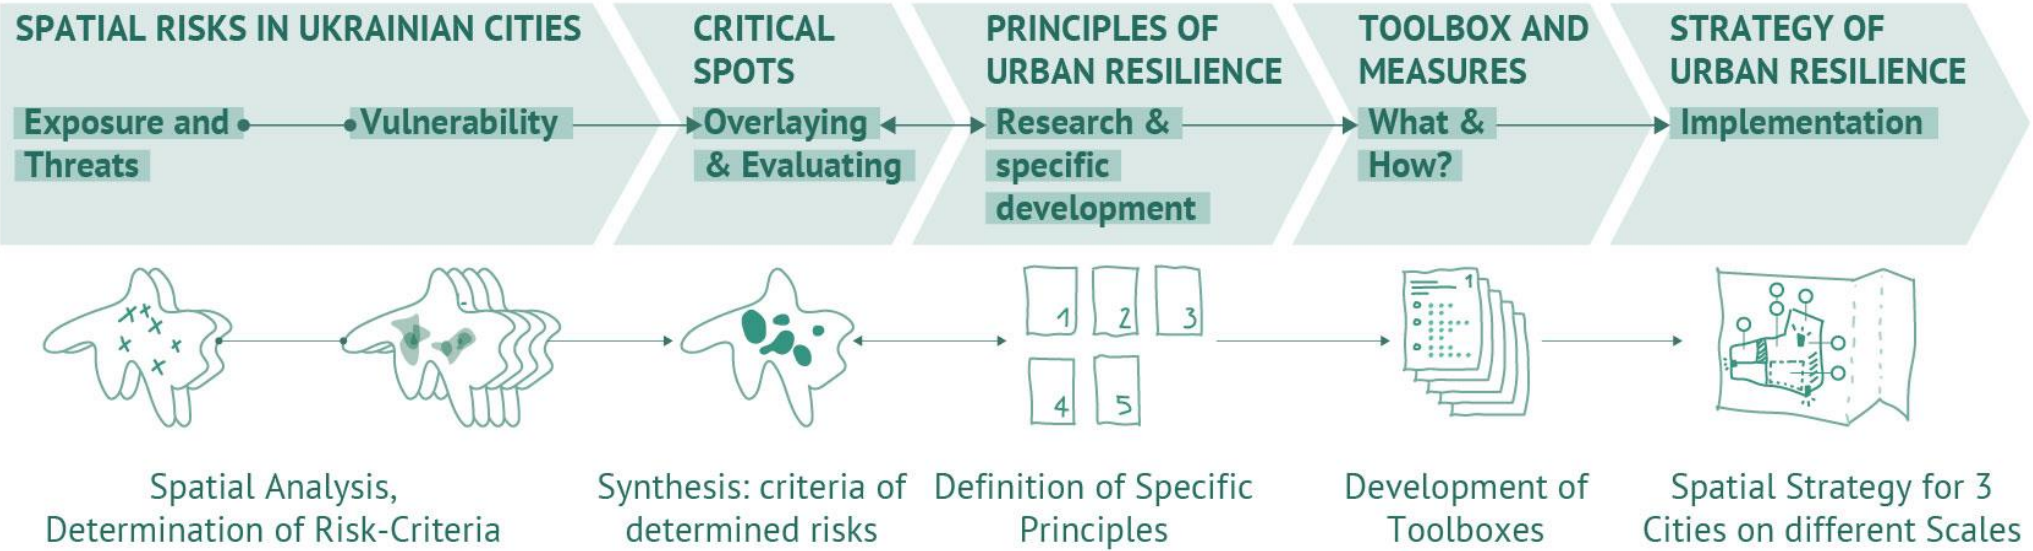 SPATIAL RISKS IN UKRAINIAN CITIES
Exposure and
Threats
Vulnerability
CRITICAL
SPOTS
Overlaying
& Evaluating
PRINCIPLES OF
URBAN RESILIENCE
Research &
specific
development
TOOLBOX AND
MEASURES
What &
How?
STRATEGY OF
URBAN RESILIENCE
Implementation
1
2
3
4
5
1
Spatial Analysis,
Determination of Risk-Criteria
Synthesis: criteria of
determined risks
Definition of Specific
Principles
Development of
Toolboxes
Spatial Strategy for 3
Cities on different Scales